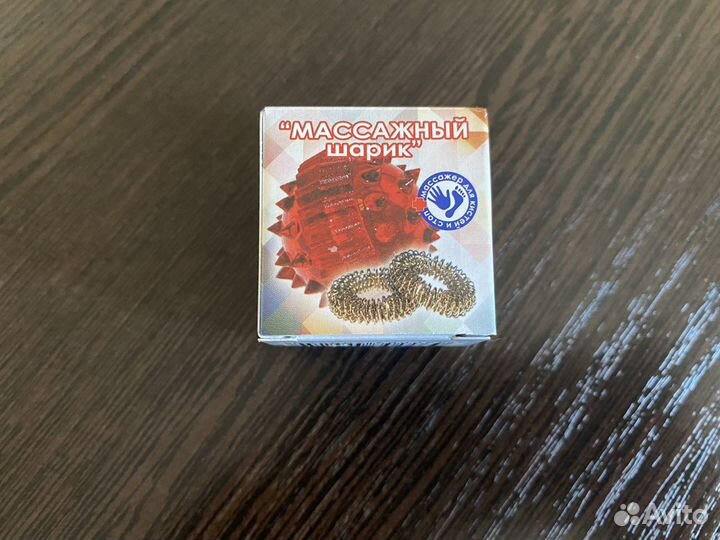 “МАССАЖНЫЙ
шарик”
массажер для
кистей и стоп
Avito